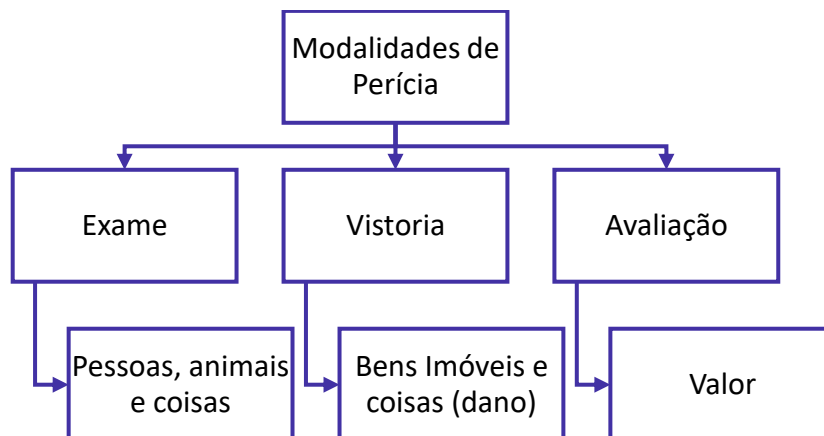 Modalidades de
Perícia
Exame
Vistoria
Avaliação
Pessoas, animais
e coisas
Bens Imóveis e
coisas (dano)
Valor